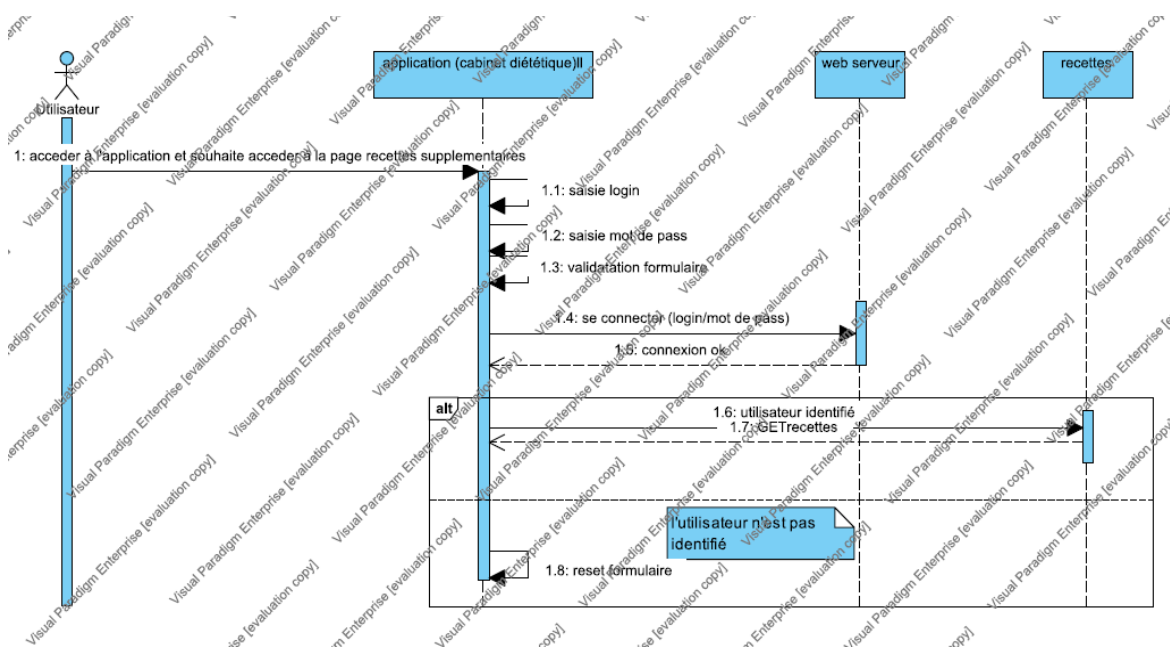 Utilisateur
application (cabinet diététique)II
web serveur
recettes
1: acceder à l'application et souhaite acceder à la page recettes supplementaires
1.1: saisie login
1.2: saisie mot de pass
1.3: validatation formulaire
1.4: se connecter (login/mot de pass)
1.5: connexion ok
alt
1.6: utilisateur identifié
1.7: GETrecettes
l'utilisateur n'est pas
identifié
1.8: reset formulaire
Visual Paradigm Enterprise [evaluation copy]